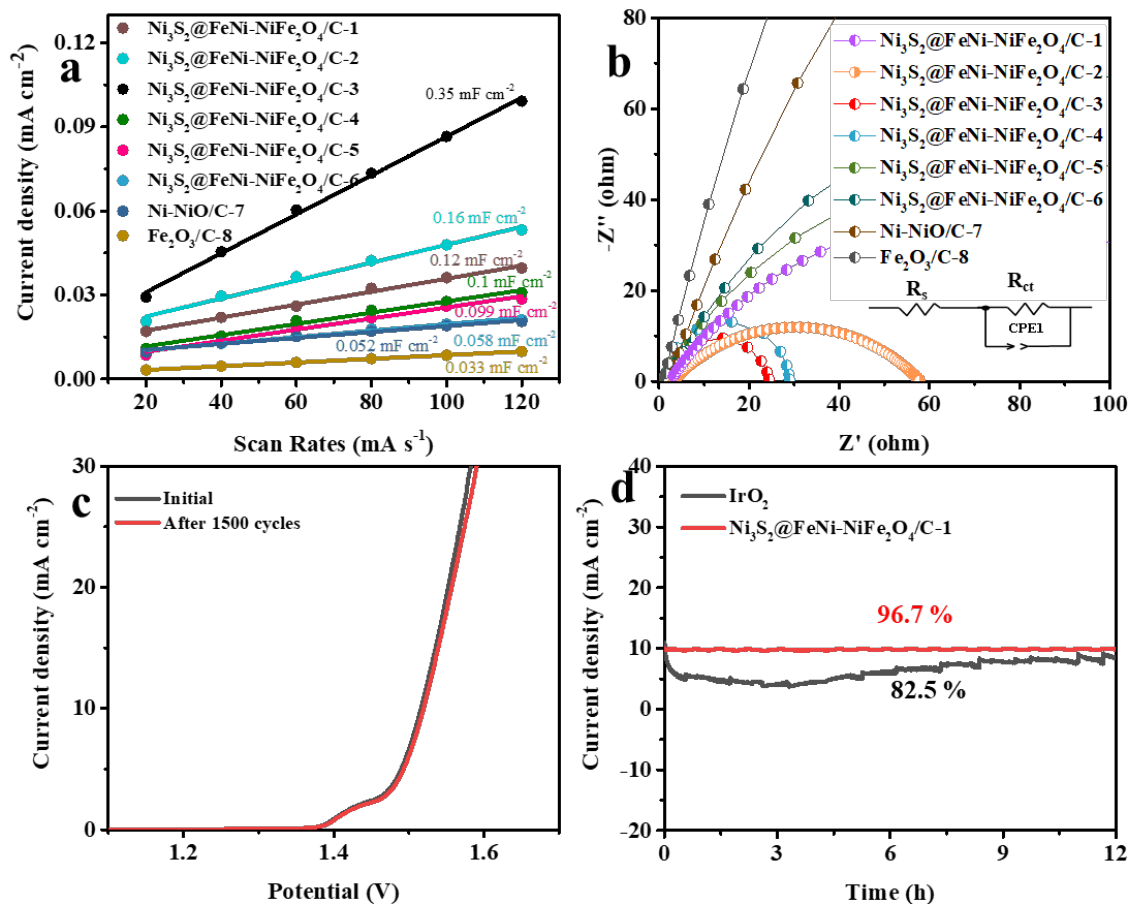 a
Current density (mA cm⁻²)
0.12
0.09
0.06
0.03
0.00
Ni₃S₂@FeNi-NiFe₂O₄/C-1
Ni₃S₂@FeNi-NiFe₂O₄/C-2
Ni₃S₂@FeNi-NiFe₂O₄/C-3
Ni₃S₂@FeNi-NiFe₂O₄/C-4
Ni₃S₂@FeNi-NiFe₂O₄/C-5
Ni₃S₂@FeNi-NiFe₂O₄/C-6
Ni-NiO/C-7
Fe₂O₃/C-8
0.35 mF cm⁻²
0.16 mF cm⁻²
0.12 mF cm⁻²
0.1 mF cm⁻²
0.099 mF cm⁻²
0.058 mF cm⁻²
0.052 mF cm⁻²
0.033 mF cm⁻²
20 40 60 80 100 120
Scan Rates (mA s⁻¹)
b
-Z'' (ohm)
80
60
40
20
0
Ni₃S₂@FeNi-NiFe₂O₄/C-1
Ni₃S₂@FeNi-NiFe₂O₄/C-2
Ni₃S₂@FeNi-NiFe₂O₄/C-3
Ni₃S₂@FeNi-NiFe₂O₄/C-4
Ni₃S₂@FeNi-NiFe₂O₄/C-5
Ni₃S₂@FeNi-NiFe₂O₄/C-6
Ni-NiO/C-7
Fe₂O₃/C-8
Rs Rct
CPE1
0 20 40 60 80 100
Z' (ohm)
c
Current density (mA cm⁻²)
30
20
10
0
Initial
After 1500 cycles
1.2 1.4 1.6
Potential (V)
d
Current density (mA cm⁻²)
40
30
20
10
0
-10
-20
IrO₂
Ni₃S₂@FeNi-NiFe₂O₄/C-1
96.7 %
82.5 %
0 3 6 9 12
Time (h)